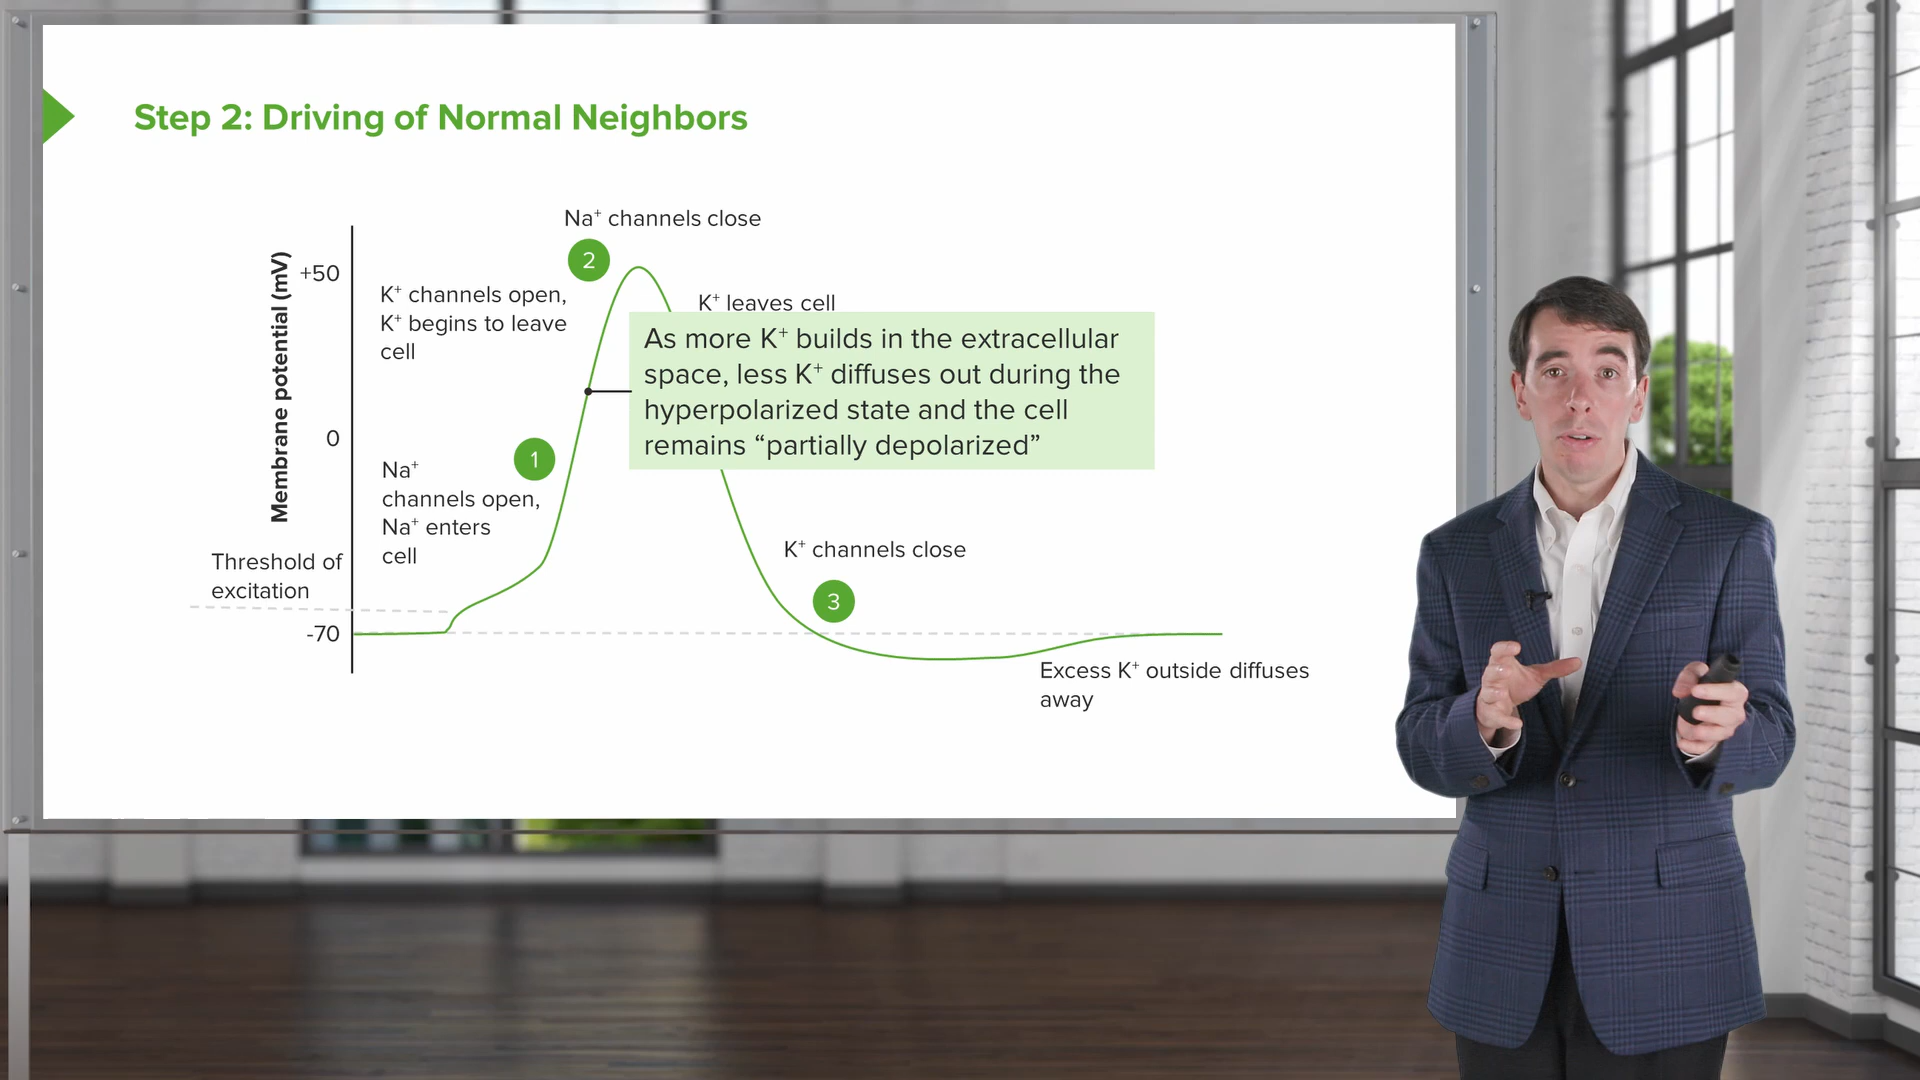 Step 2: Driving of Normal Neighbors
Na⁺ channels close
2
Membrane potential (mV)
+50
K⁺ channels open,
K⁺ begins to leave
cell
K⁺ leaves cell
As more K⁺ builds in the extracellular
space, less K⁺ diffuses out during the
hyperpolarized state and the cell
remains “partially depolarized”
0
1
Na⁺
channels open,
Na⁺ enters
cell
Threshold of
excitation
K⁺ channels close
3
-70
Excess K⁺ outside diffuses
away